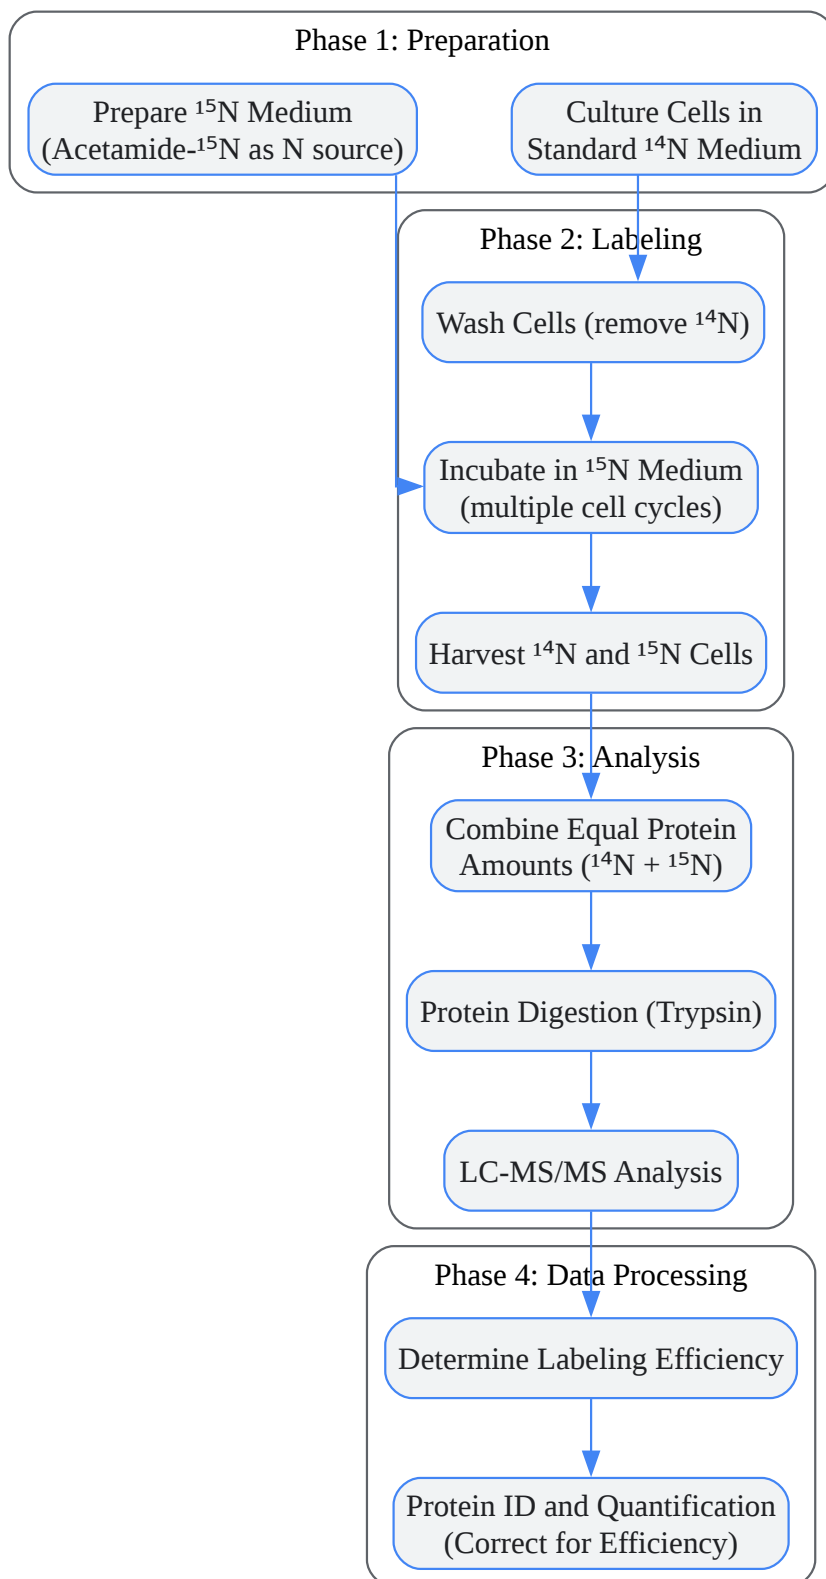 Phase 1: Preparation
Prepare ¹⁵N Medium
(Acetamide-¹⁵N as N source)
Culture Cells in
Standard ¹⁴N Medium
Phase 2: Labeling
Wash Cells (remove ¹⁴N)
Incubate in ¹⁵N Medium
(multiple cell cycles)
Harvest ¹⁴N and ¹⁵N Cells
Phase 3: Analysis
Combine Equal Protein
Amounts (¹⁴N + ¹⁵N)
Protein Digestion (Trypsin)
LC-MS/MS Analysis
Phase 4: Data Processing
Determine Labeling Efficiency
Protein ID and Quantification
(Correct for Efficiency)